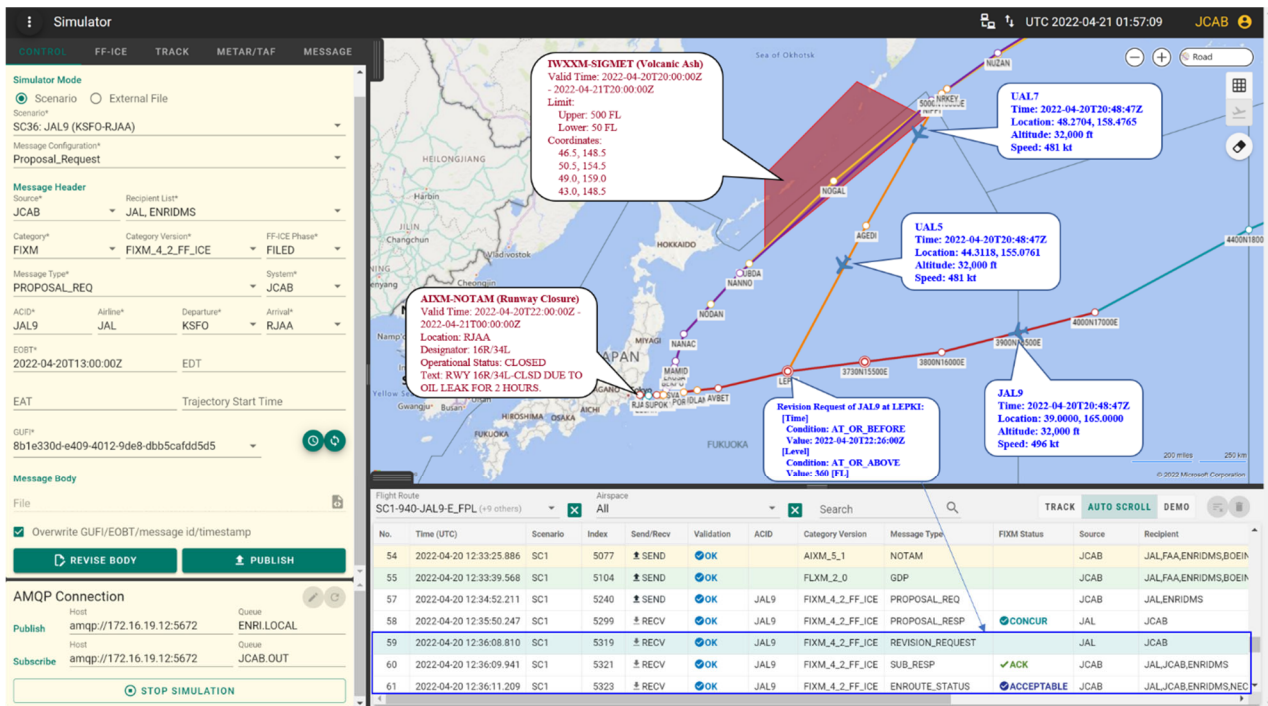 Simulator
UTC 2022-04-21 01:57:09
JCAB
CONTROL FF-ICE TRACK METAR/TAF MESSAGE
Simulator Mode
Scenario External File
Scenario*
SC36: JAL9 (KSFO-RJAA)
Message Configuration*
Proposal_Request
Message Header
Source* Recipient List*
JCAB JAL, ENRIDMS
Category* Category Version* FF-ICE Phase*
FIXM FIXM_4_2_FF_ICE FILED
Message Type* System*
PROPOSAL_REQ JCAB
ACID* Airline* Departure* Arrival*
JAL9 JAL KSFO RJAA
EOBT*
2022-04-20T13:00:00Z EDT
EAT Trajectory Start Time
GUFI*
8b1e330d-e409-4012-9de8-dbb5cafdd5d5
Message Body
File
Overwrite GUFI/EOBT/message id/timestamp
REVISE BODY PUBLISH
AMQP Connection
Host Queue
Publish amqp://172.16.19.12:5672 ENRI.LOCAL
Host Queue
Subscribe amqp://172.16.19.12:5672 JCAB.OUT
STOP SIMULATION
IWXXM-SIGMET (Volcanic Ash)
Valid Time: 2022-04-20T20:00:00Z
- 2022-04-21T20:00:00Z
Limit:
Upper: 500 FL
Lower: 50 FL
Coordinates:
46.5, 148.5
50.5, 154.5
49.0, 159.0
43.0, 148.5
Sea of Okhotsk
Road
NUZAN
NRKEY
NIPPI
UAL7
Time: 2022-04-20T20:48:47Z
Location: 48.2704, 158.4765
Altitude: 32,000 ft
Speed: 481 kt
HEILONGJIANG
Harbin
NOGAL
JILIN
Changchun
Vladivostok
HOKKAIDO
AGEDI
UAL5
Time: 2022-04-20T20:48:47Z
Location: 44.3118, 155.0761
Altitude: 32,000 ft
Speed: 481 kt
4400N1800
NING
enyang
Cheongjin
UBDA
NANNO
AIXM-NOTAM (Runway Closure)
Valid Time: 2022-04-20T22:00:00Z -
2022-04-21T00:00:00Z
Location: RJAA
Designator: 16R/34L
Operational Status: CLOSED
Text: RWY 16R/34L-CLSD DUE TO
OIL LEAK FOR 2 HOURS.
NODAN
4000N17000E
3900N16500E
MIYAGI
NANAC
APAN
3800N16000E
MAMID
3730N15500E
LEP
Yellow Se
Gwangju
Busan
HIROSHIMA
OSAKA
AICHI
AVBET
FUKUOKA
FUKUOKA
Revision Request of JAL9 at LEPKI:
[Time]
Condition: AT_OR_BEFORE
Value: 2022-04-20T22:26:00Z
[Level]
Condition: AT_OR_ABOVE
Value: 360 [FL]
JAL9
Time: 2022-04-20T20:48:47Z
Location: 39.0000, 165.0000
Altitude: 32,000 ft
Speed: 496 kt
200 miles 250 km
© 2022 Microsoft Corporation
Flight Route Airspace
SC1-940-JAL9-E_FPL (+9 others) All Search TRACK AUTO SCROLL DEMO
No. Time (UTC) Scenario Index Send/Recv Validation ACID Category Version Message Type FIXM Status Source Recipient
54 2022-04-20 12:33:25.886 SC1 5077 SEND OK AIXM_5_1 NOTAM JCAB JAL,FAA,ENRIDMS,BOEIN
55 2022-04-20 12:33:39.568 SC1 5104 SEND OK FLXM_2_0 GDP JCAB JAL,FAA,ENRIDMS,BOEIN
57 2022-04-20 12:34:52.211 SC1 5240 SEND OK JAL9 FIXM_4_2_FF_ICE PROPOSAL_REQ JCAB JAL,ENRIDMS
58 2022-04-20 12:35:50.247 SC1 5299 RECV OK JAL9 FIXM_4_2_FF_ICE PROPOSAL_RESP CONCUR JAL JCAB
59 2022-04-20 12:36:08.810 SC1 5319 RECV OK JAL9 FIXM_4_2_FF_ICE REVISION_REQUEST JAL JCAB
60 2022-04-20 12:36:09.941 SC1 5321 RECV OK JAL9 FIXM_4_2_FF_ICE SUB_RESP ACK JCAB JAL,JCAB,ENRIDMS
61 2022-04-20 12:36:11.209 SC1 5323 RECV OK JAL9 FIXM_4_2_FF_ICE ENROUTE_STATUS ACCEPTABLE JCAB JAL,JCAB,ENRIDMS,NEC